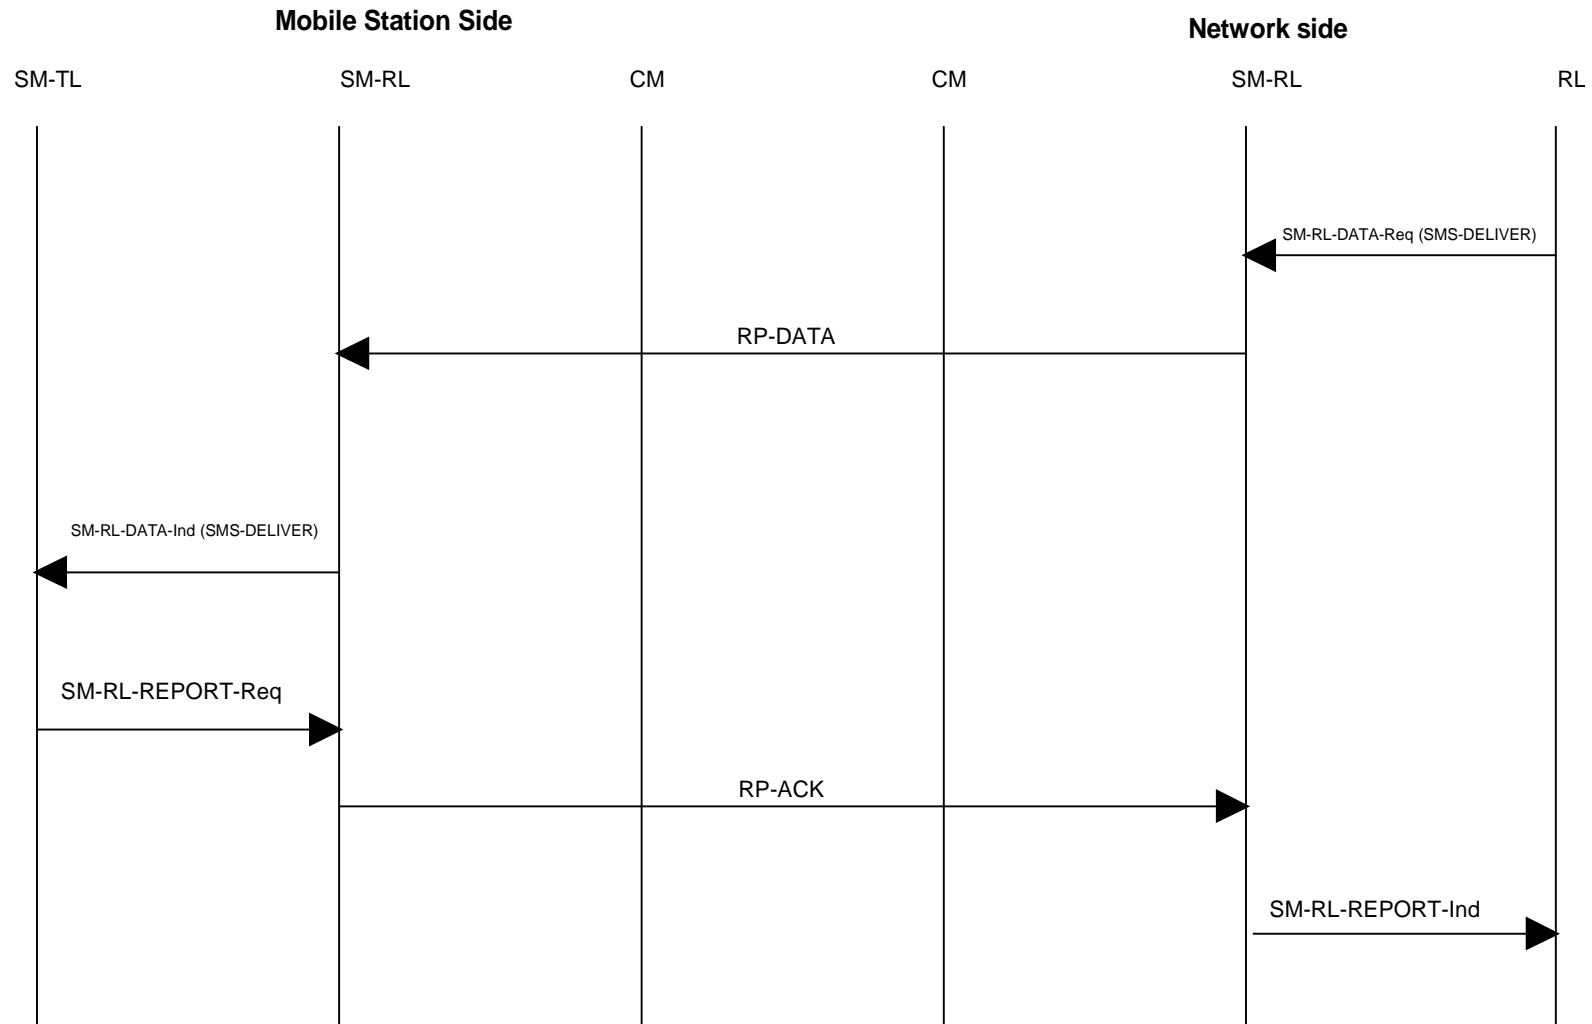 Mobile Station Side
Network side
SM-TL
SM-RL
CM
CM
SM-RL
RL
SM-RL-DATA-Req (SMS-DELIVER)
RP-DATA
SM-RL-DATA-Ind (SMS-DELIVER)
SM-RL-REPORT-Req
RP-ACK
SM-RL-REPORT-Ind